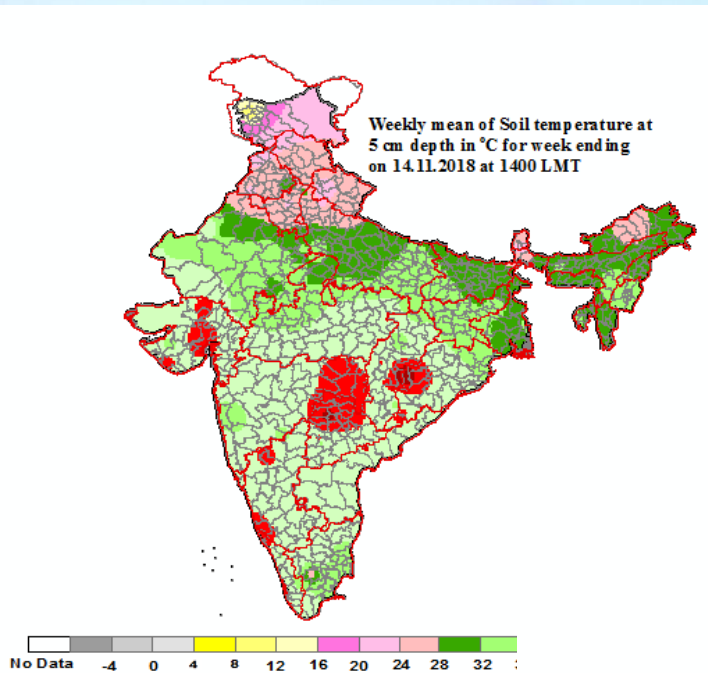 Weekly mean of Soil temperature at
5 cm depth in °C for week ending
on 14.11.2018 at 1400 LMT
No Data -4 0 4 8 12 16 20 24 28 32